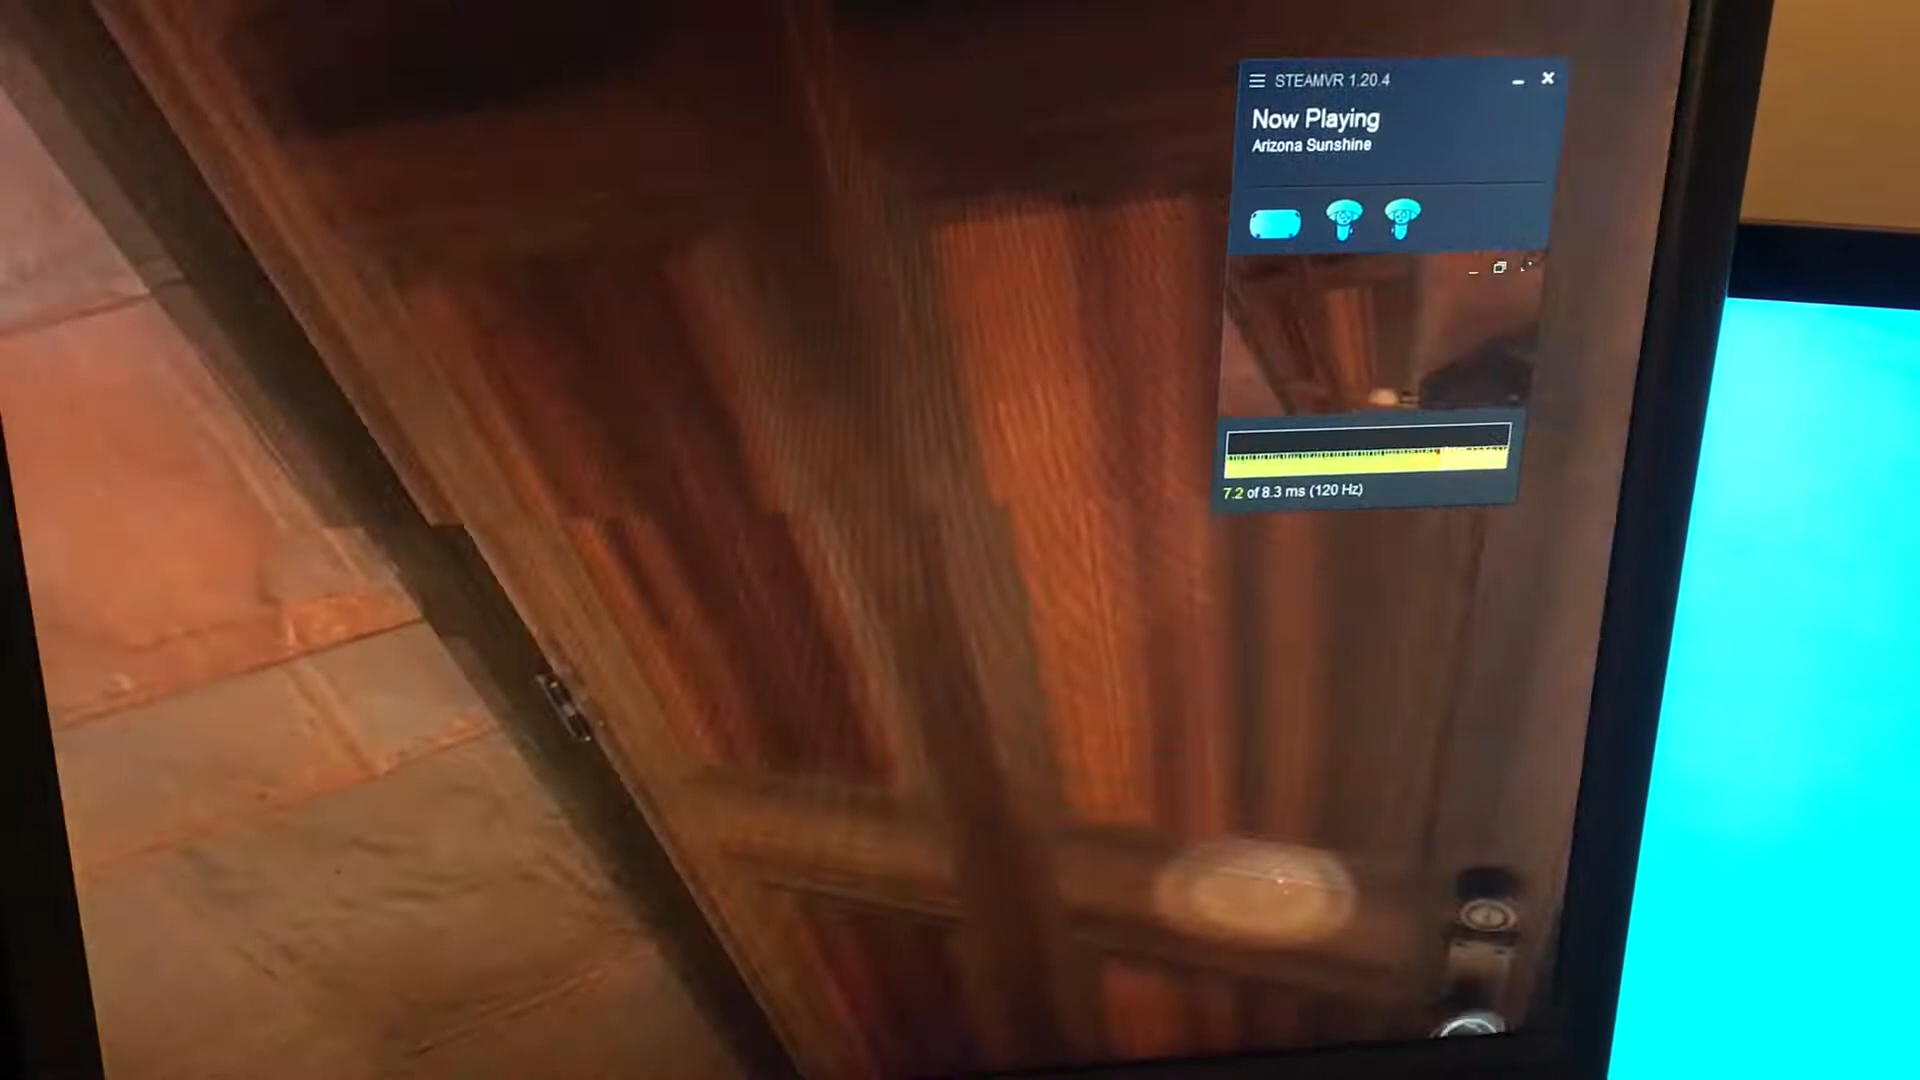 STEAMVR 1.20.4
Now Playing
Arizona Sunshine
7.2 of 8.3 ms (120 Hz)